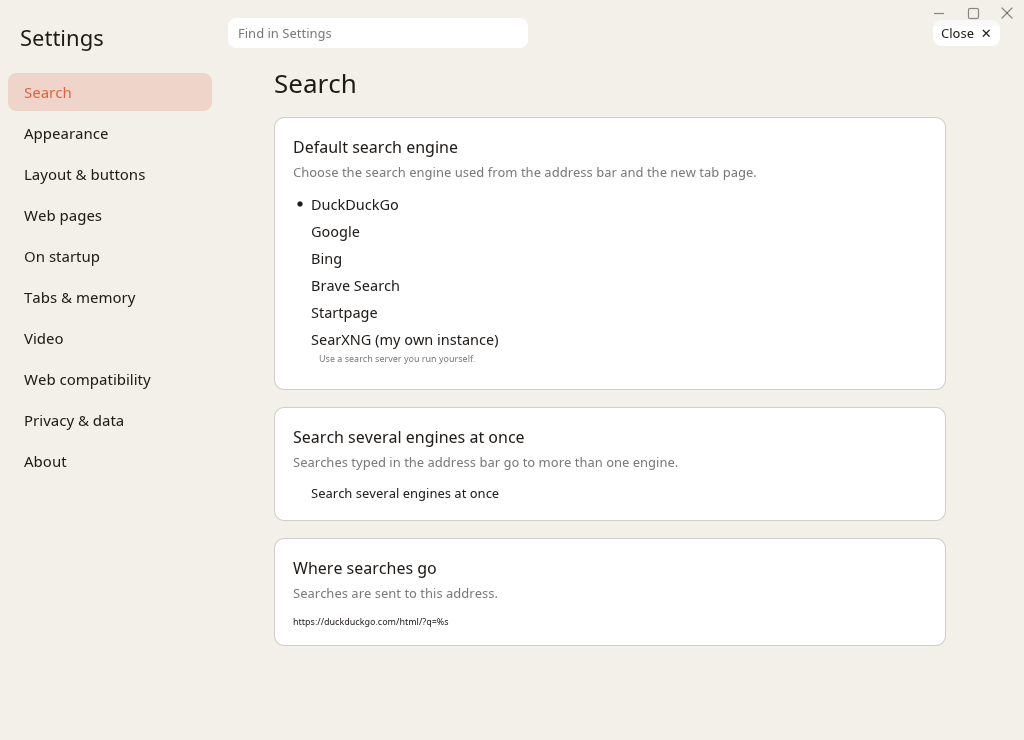 Settings
Find in Settings
Close ✕
Search
Appearance
Layout & buttons
Web pages
On startup
Tabs & memory
Video
Web compatibility
Privacy & data
About
Search
Default search engine
Choose the search engine used from the address bar and the new tab page.
• DuckDuckGo
Google
Bing
Brave Search
Startpage
SearXNG (my own instance)
Use a search server you run yourself.
Search several engines at once
Searches typed in the address bar go to more than one engine.
Search several engines at once
Where searches go
Searches are sent to this address.
https://duckduckgo.com/html/?q=%s